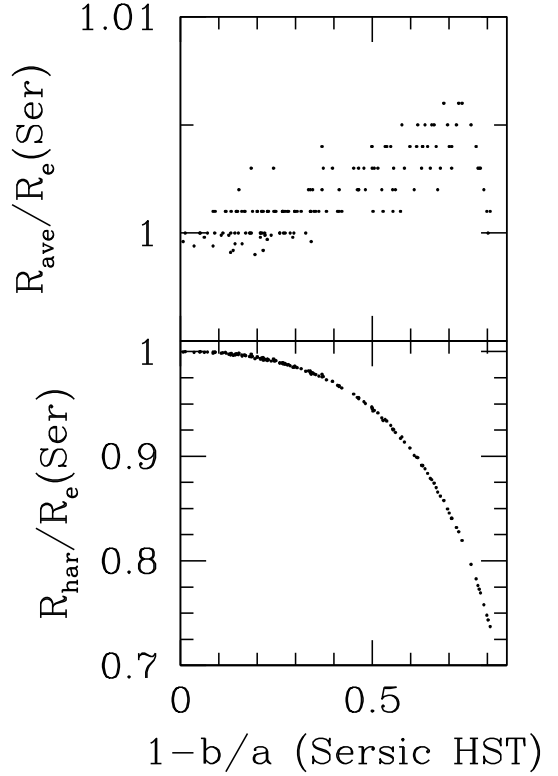 1.01
R_ave/R_e(Ser)
1
1
R_har/R_e(Ser)
0.9
0.8
0.7
0 0.5
1−b/a (Sersic HST)